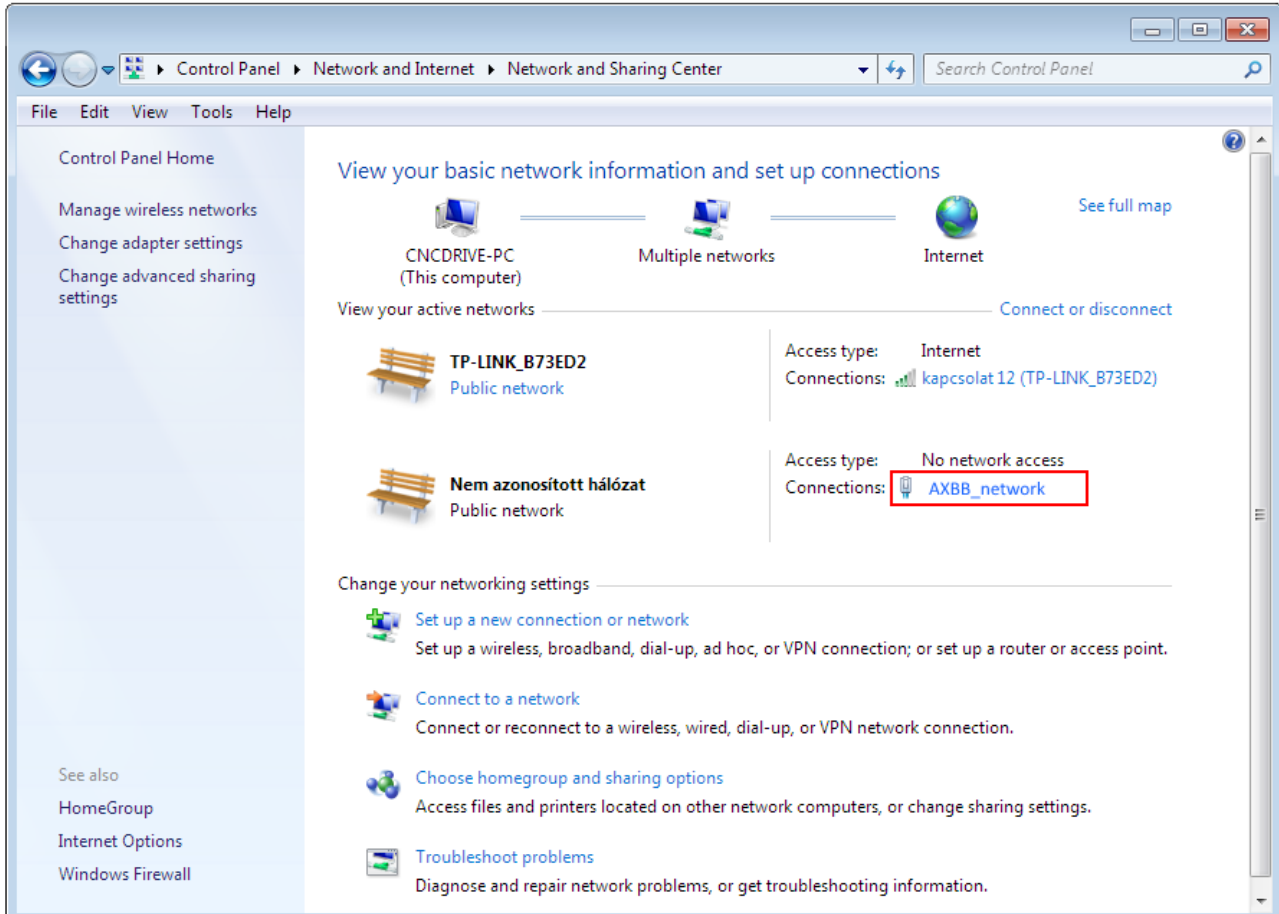 Control Panel ▸ Network and Internet ▸ Network and Sharing Center
Search Control Panel
File Edit View Tools Help
Control Panel Home
Manage wireless networks
Change adapter settings
Change advanced sharing
settings
See also
HomeGroup
Internet Options
Windows Firewall
View your basic network information and set up connections
See full map
CNCDRIVE-PC
(This computer)
Multiple networks
Internet
View your active networks
Connect or disconnect
TP-LINK_B73ED2
Public network
Access type: Internet
Connections: kapcsolat 12 (TP-LINK_B73ED2)
Nem azonosított hálózat
Public network
Access type: No network access
Connections: AXBB_network
Change your networking settings
Set up a new connection or network
Set up a wireless, broadband, dial-up, ad hoc, or VPN connection; or set up a router or access point.
Connect to a network
Connect or reconnect to a wireless, wired, dial-up, or VPN network connection.
Choose homegroup and sharing options
Access files and printers located on other network computers, or change sharing settings.
Troubleshoot problems
Diagnose and repair network problems, or get troubleshooting information.